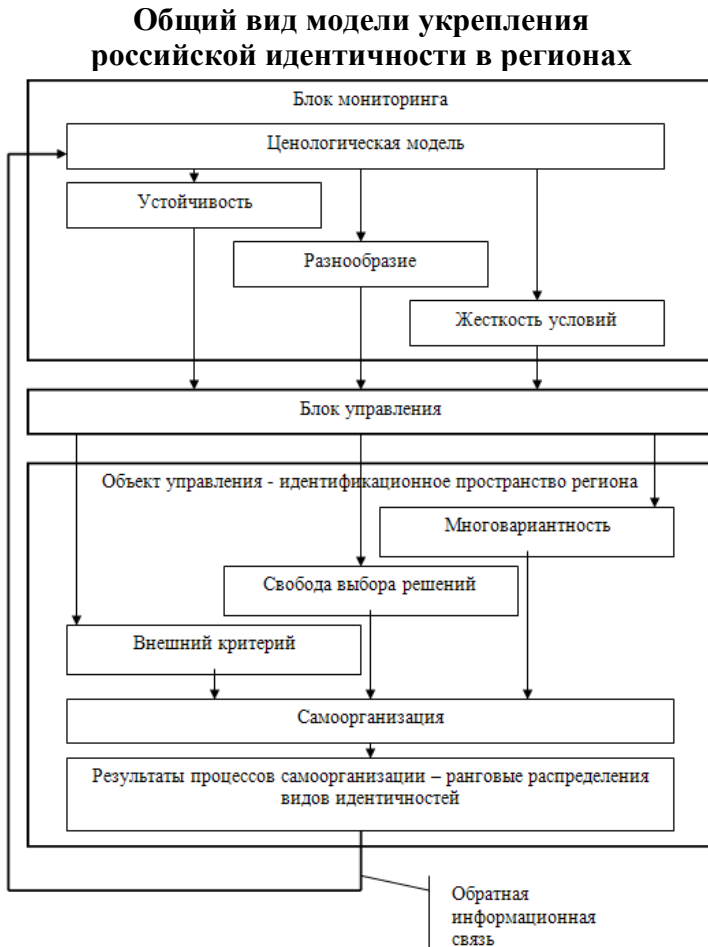 Общий вид модели укрепления
российской идентичности в регионах
Блок мониторинга
Ценологическая модель
Устойчивость
Разнообразие
Жесткость условий
Блок управления
Объект управления - идентификационное пространство региона
Многовариантность
Свобода выбора решений
Внешний критерий
Самоорганизация
Результаты процессов самоорганизации – ранговые распределения
видов идентичностей
Обратная
информационная
связь